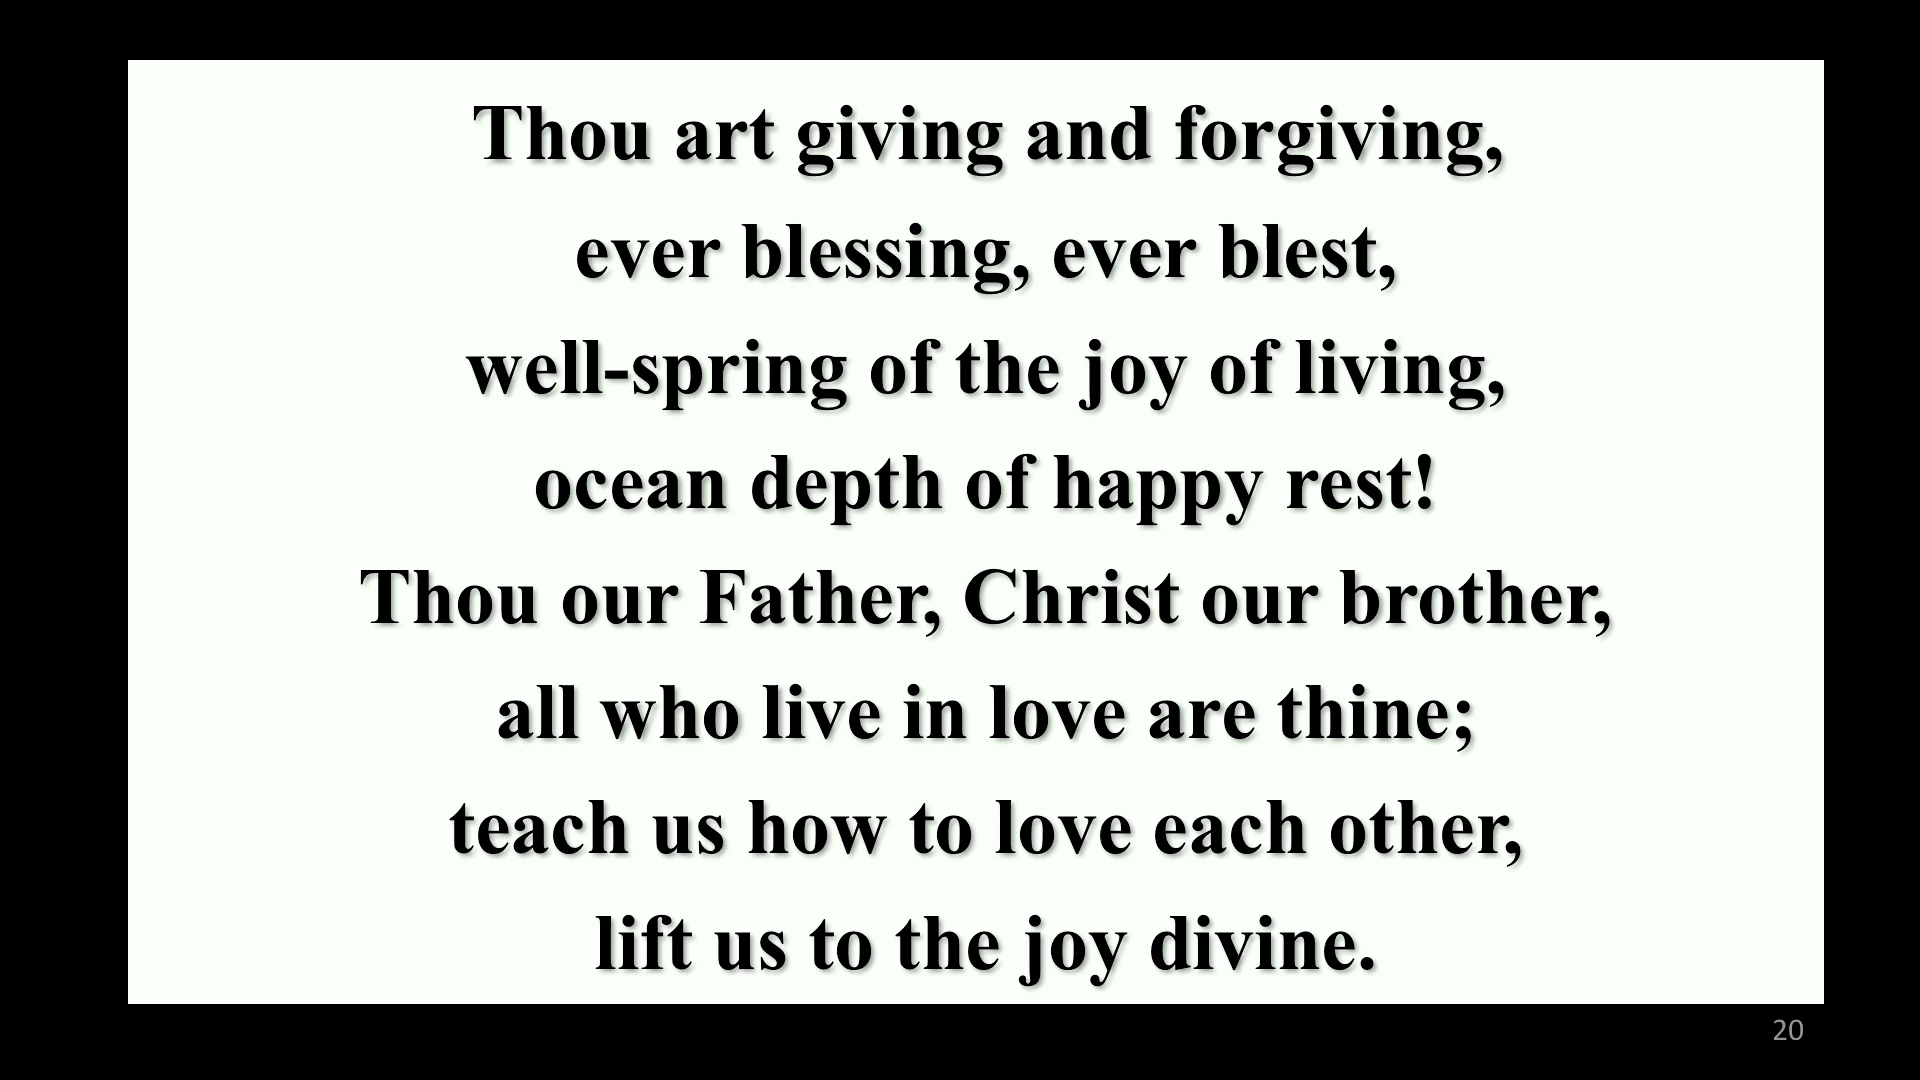 Thou art giving and forgiving,
ever blessing, ever blest,
well-spring of the joy of living,
ocean depth of happy rest!
Thou our Father, Christ our brother,
all who live in love are thine;
teach us how to love each other,
lift us to the joy divine.
20